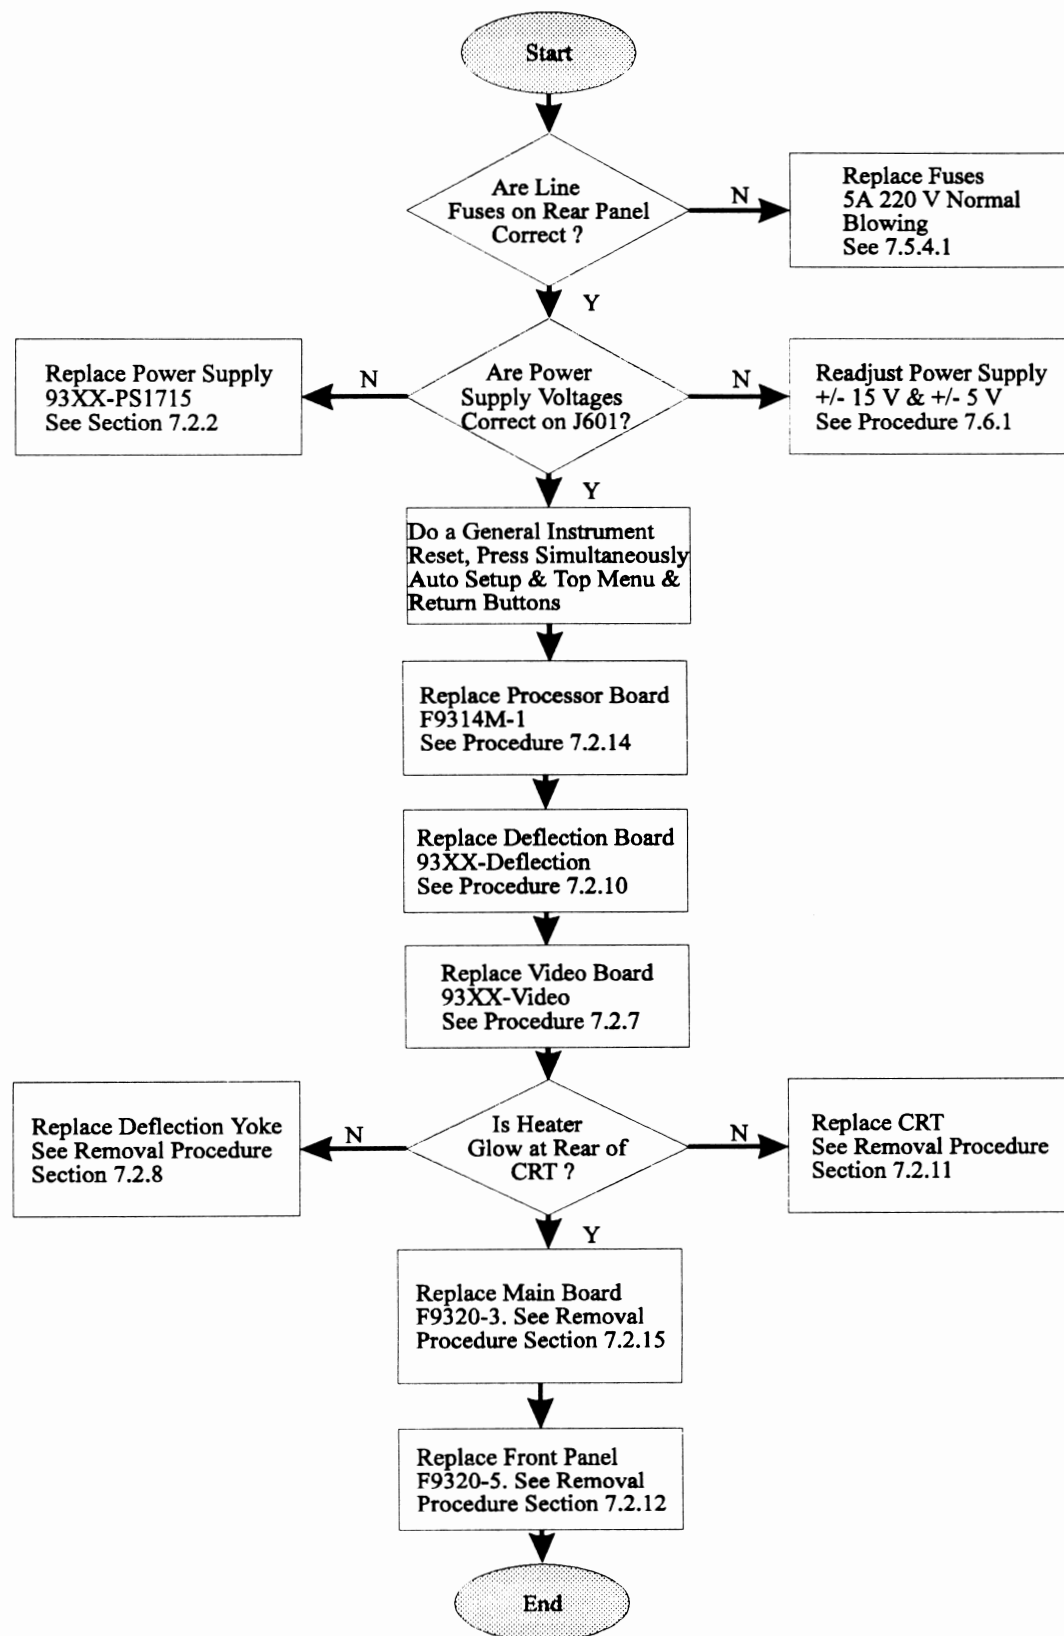 Start
Are Line
Fuses on Rear Panel
Correct ?
N
Replace Fuses
5A 220 V Normal
Blowing
See 7.5.4.1
Y
Replace Power Supply
93XX-PS1715
See Section 7.2.2
N
Are Power
Supply Voltages
Correct on J601?
N
Readjust Power Supply
+/- 15 V & +/- 5 V
See Procedure 7.6.1
Y
Do a General Instrument
Reset, Press Simultaneously
Auto Setup & Top Menu &
Return Buttons
Replace Processor Board
F9314M-1
See Procedure 7.2.14
Replace Deflection Board
93XX-Deflection
See Procedure 7.2.10
Replace Video Board
93XX-Video
See Procedure 7.2.7
Replace Deflection Yoke
See Removal Procedure
Section 7.2.8
N
Is Heater
Glow at Rear of
CRT ?
N
Replace CRT
See Removal Procedure
Section 7.2.11
Y
Replace Main Board
F9320-3. See Removal
Procedure Section 7.2.15
Replace Front Panel
F9320-5. See Removal
Procedure Section 7.2.12
End